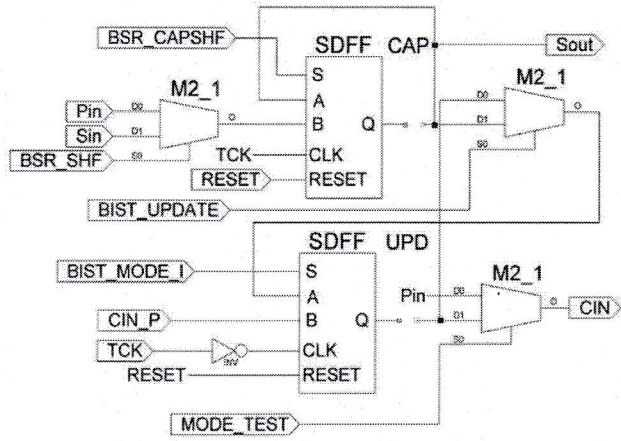 BSR_CAPSHF
SDFF CAP
Sout
S
M2_1
M2_1
A
D0
Pin
D0
O
B
Q
D1
O
Sin
D1
S0
BSR_SHF
S0
TCK
CLK
RESET
RESET
BIST_UPDATE
SDFF UPD
BIST_MODE_I
S
M2_1
A
Pin
D0
CIN_P
B
Q
D1
O
CIN
TCK
INV
CLK
S0
RESET
RESET
MODE_TEST